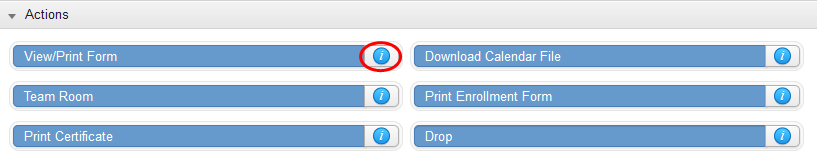 Actions
View/Print Form i Download Calendar File i
Team Room i Print Enrollment Form i
Print Certificate i Drop i